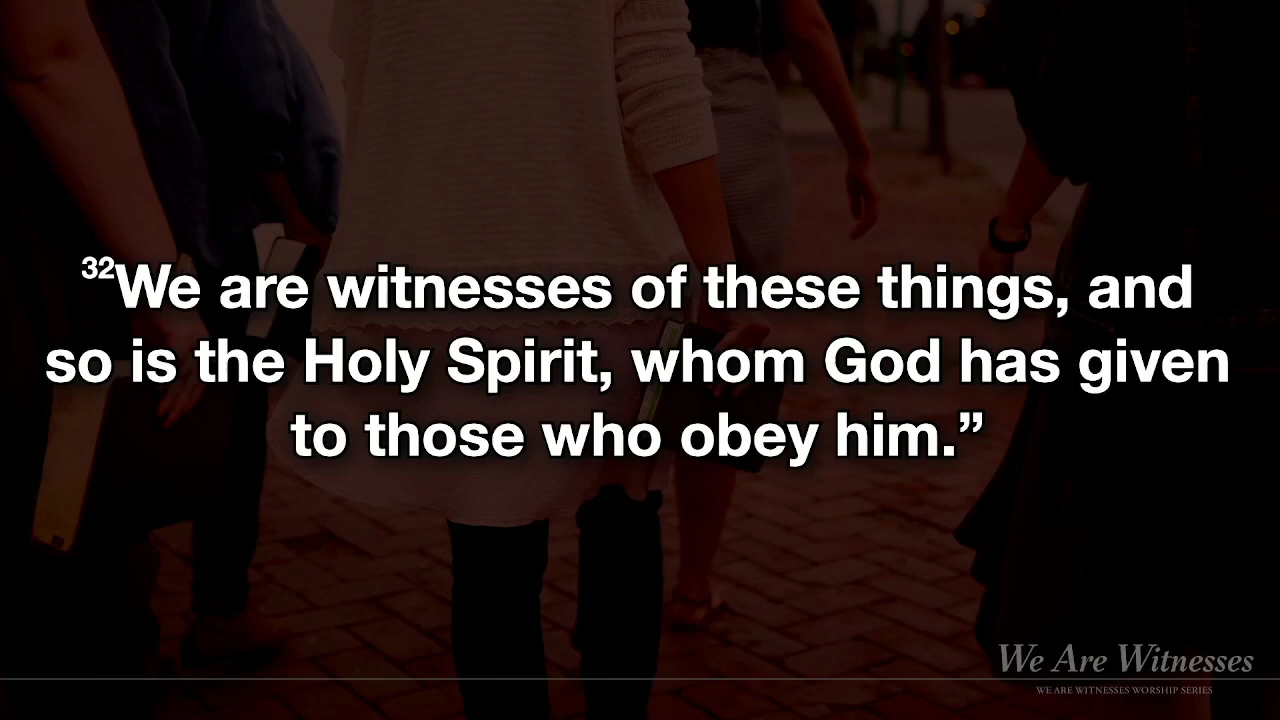 32We are witnesses of these things, and
so is the Holy Spirit, whom God has given
to those who obey him.”
We Are Witnesses
WE ARE WITNESSES WORSHIP SERIES